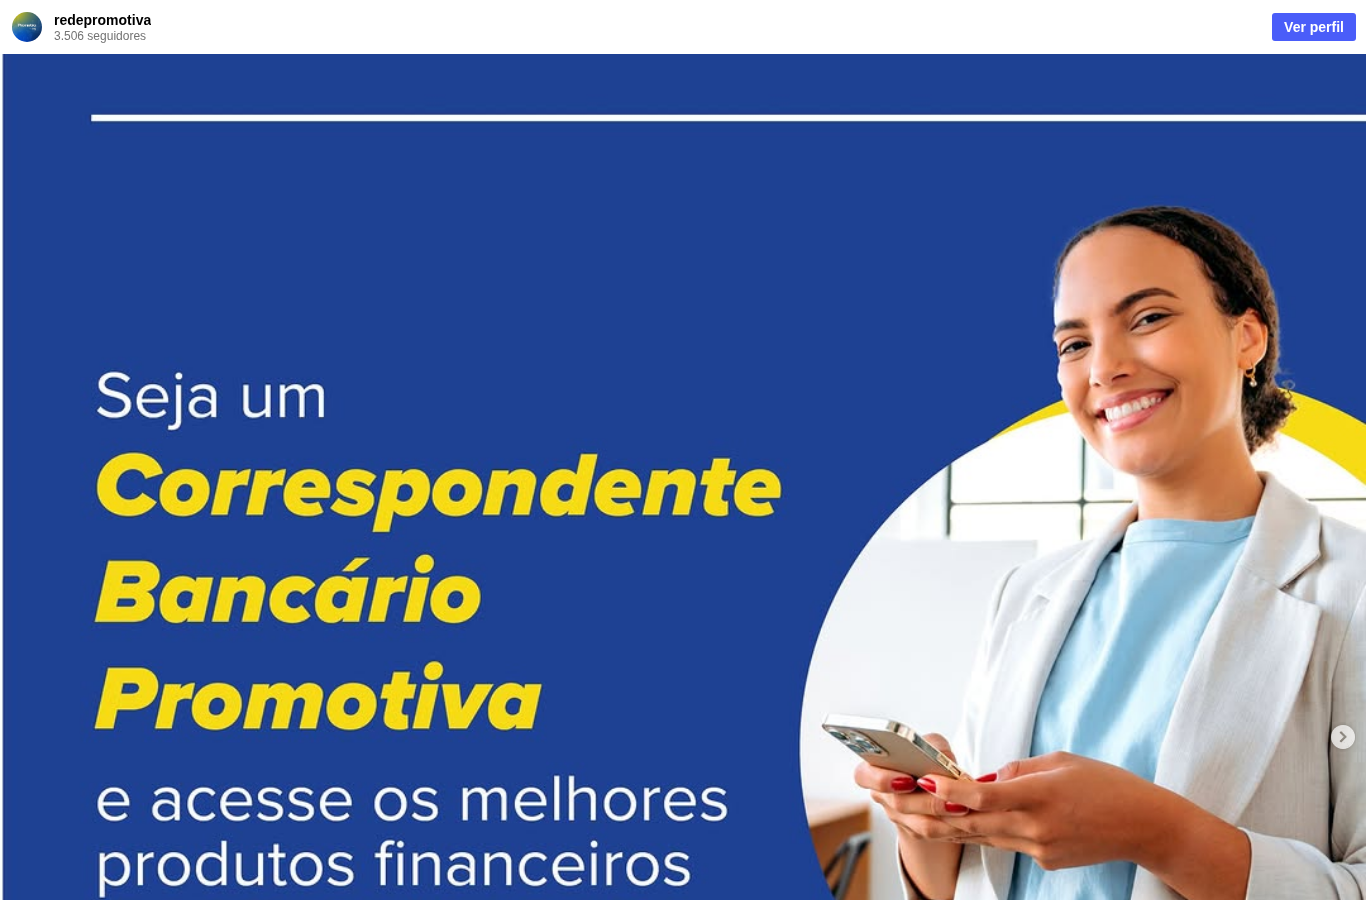 redepromotiva
3.506 seguidores
Ver perfil
Seja um
Correspondente
Bancário
Promotiva
e acesse os melhores
produtos financeiros